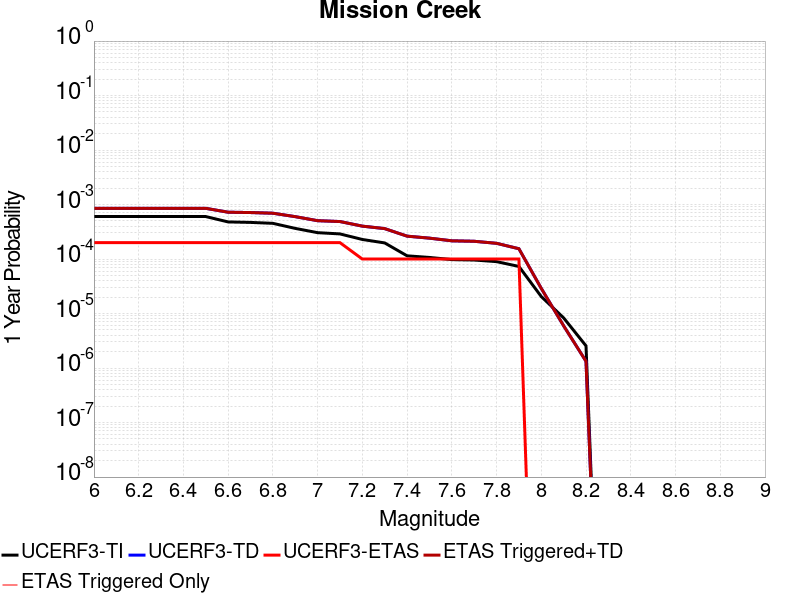 Mission Creek
1 Year Probability
10^0
10^-1
10^-2
10^-3
10^-4
10^-5
10^-6
10^-7
10^-8
6 6.2 6.4 6.6 6.8 7 7.2 7.4 7.6 7.8 8 8.2 8.4 8.6 8.8 9
Magnitude
UCERF3-TI UCERF3-TD UCERF3-ETAS ETAS Triggered+TD
ETAS Triggered Only